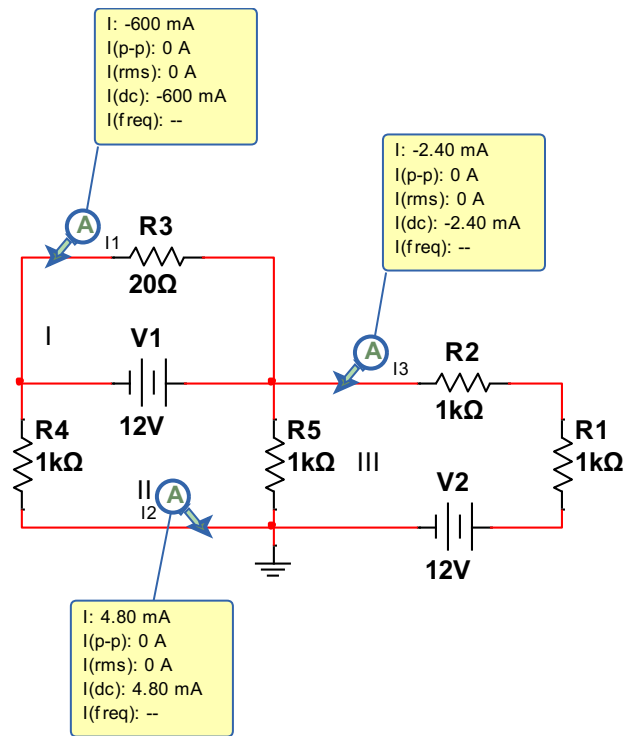 I: -600 mA
I(p-p): 0 A
I(rms): 0 A
I(dc): -600 mA
I(freq): --
I: -2.40 mA
I(p-p): 0 A
I(rms): 0 A
I(dc): -2.40 mA
I(freq): --
A
I1
R3
20Ω
I
V1
12V
A
I3
R2
1kΩ
R4
1kΩ
R5
1kΩ
III
R1
1kΩ
II
I2
A
V2
12V
I: 4.80 mA
I(p-p): 0 A
I(rms): 0 A
I(dc): 4.80 mA
I(freq): --